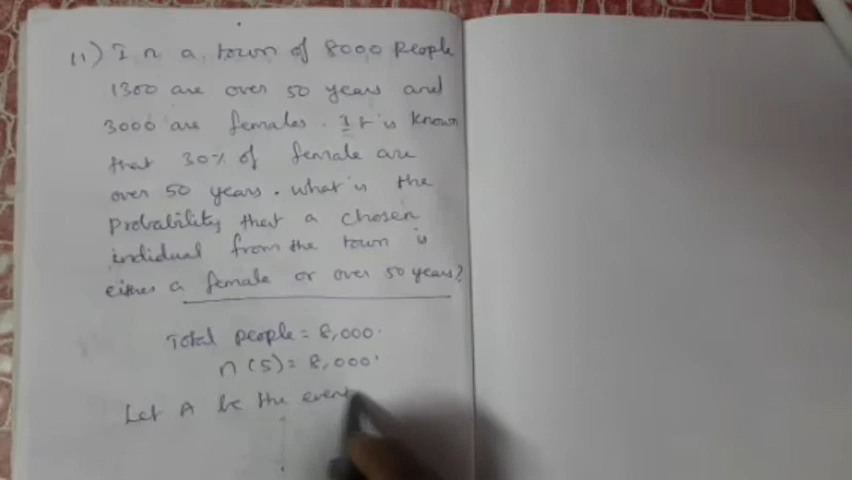 11) In a town of 8000 people
1300 are over 50 years and
3000 are females. It is known
that 30% of female are
over 50 years. what is the
probability that a chosen
indidual from the town is
either a female or over 50 years?
Total people = 8,000.
n(S) = 8,000.
Let A be the event